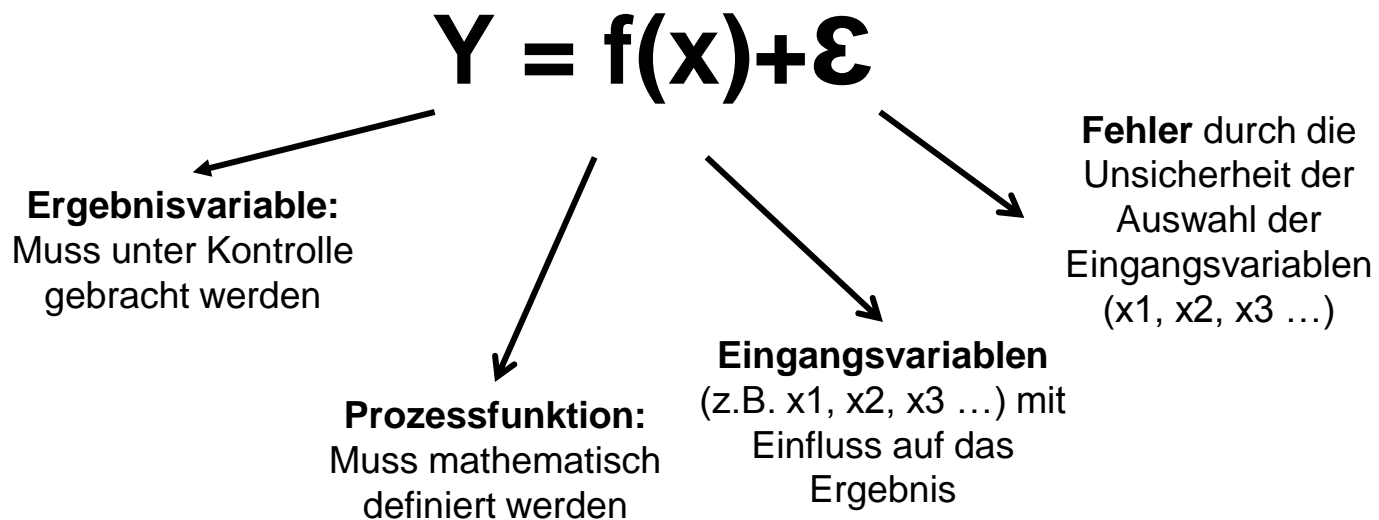 Y = f(x)+ε
Ergebnisvariable:
Muss unter Kontrolle
gebracht werden
Prozessfunktion:
Muss mathematisch
definiert werden
Eingangsvariablen
(z.B. x1, x2, x3 …) mit
Einfluss auf das
Ergebnis
Fehler durch die
Unsicherheit der
Auswahl der
Eingangsvariablen
(x1, x2, x3 …)